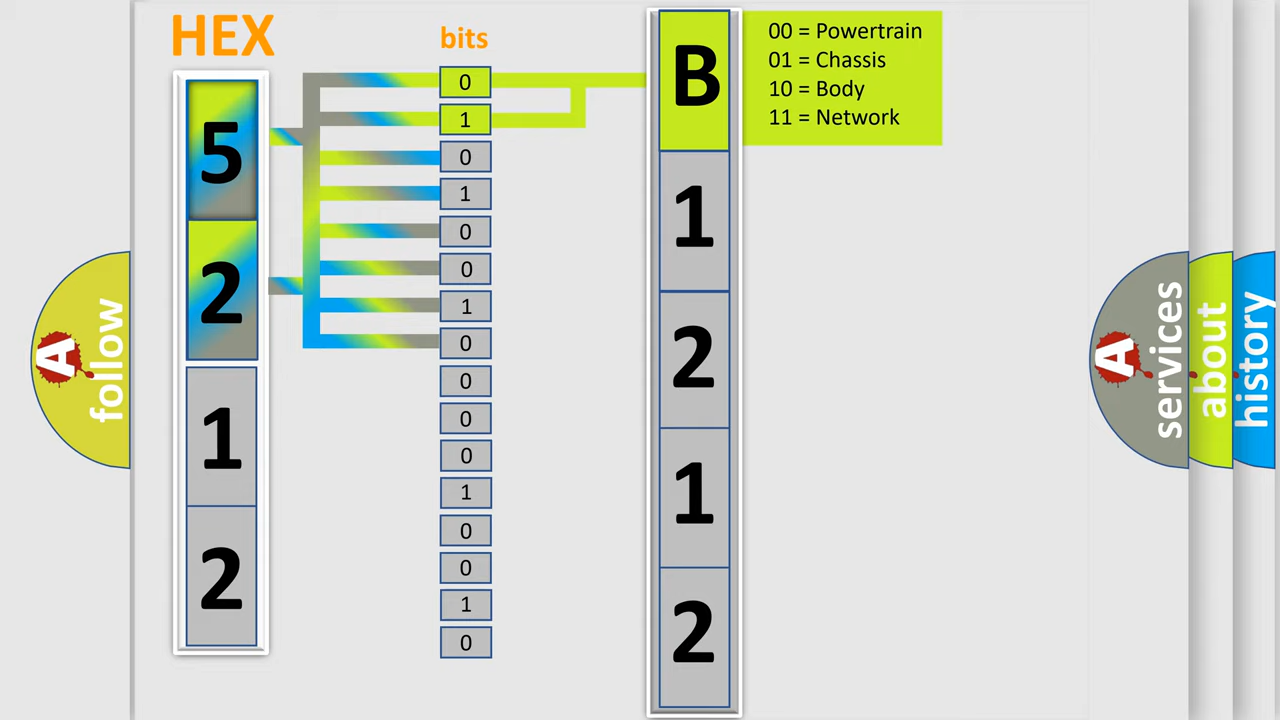 HEX
bits
5
2
1
2
0
1
0
1
0
0
1
0
0
0
0
1
0
0
1
0
B
1
2
1
2
00 = Powertrain
01 = Chassis
10 = Body
11 = Network
A
follow
A
services
about
history